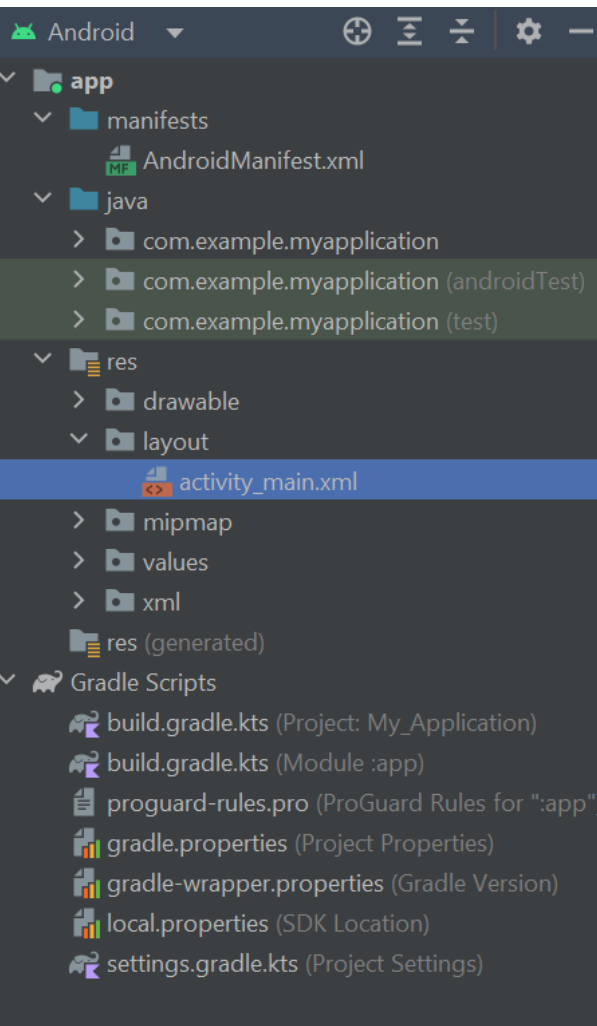 Android
app
manifests
MF AndroidManifest.xml
java
com.example.myapplication
com.example.myapplication (androidTest)
com.example.myapplication (test)
res
drawable
layout
<> activity_main.xml
mipmap
values
xml
res (generated)
Gradle Scripts
build.gradle.kts (Project: My_Application)
build.gradle.kts (Module :app)
proguard-rules.pro (ProGuard Rules for ":app")
gradle.properties (Project Properties)
gradle-wrapper.properties (Gradle Version)
local.properties (SDK Location)
settings.gradle.kts (Project Settings)